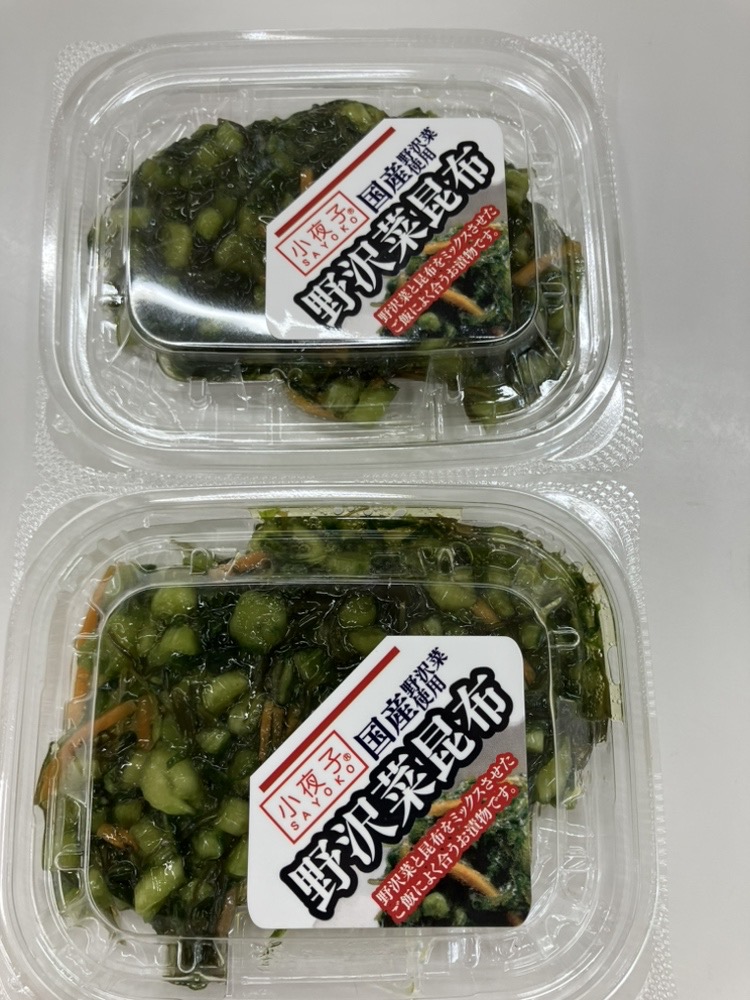 国産野沢菜使用
小夜子®
SAYOKO
野沢菜昆布
野沢菜と昆布をミックスさせた
ご飯によく合うお漬物です。
国産野沢菜使用
小夜子®
SAYOKO
野沢菜昆布
野沢菜と昆布をミックスさせた
ご飯によく合うお漬物です。